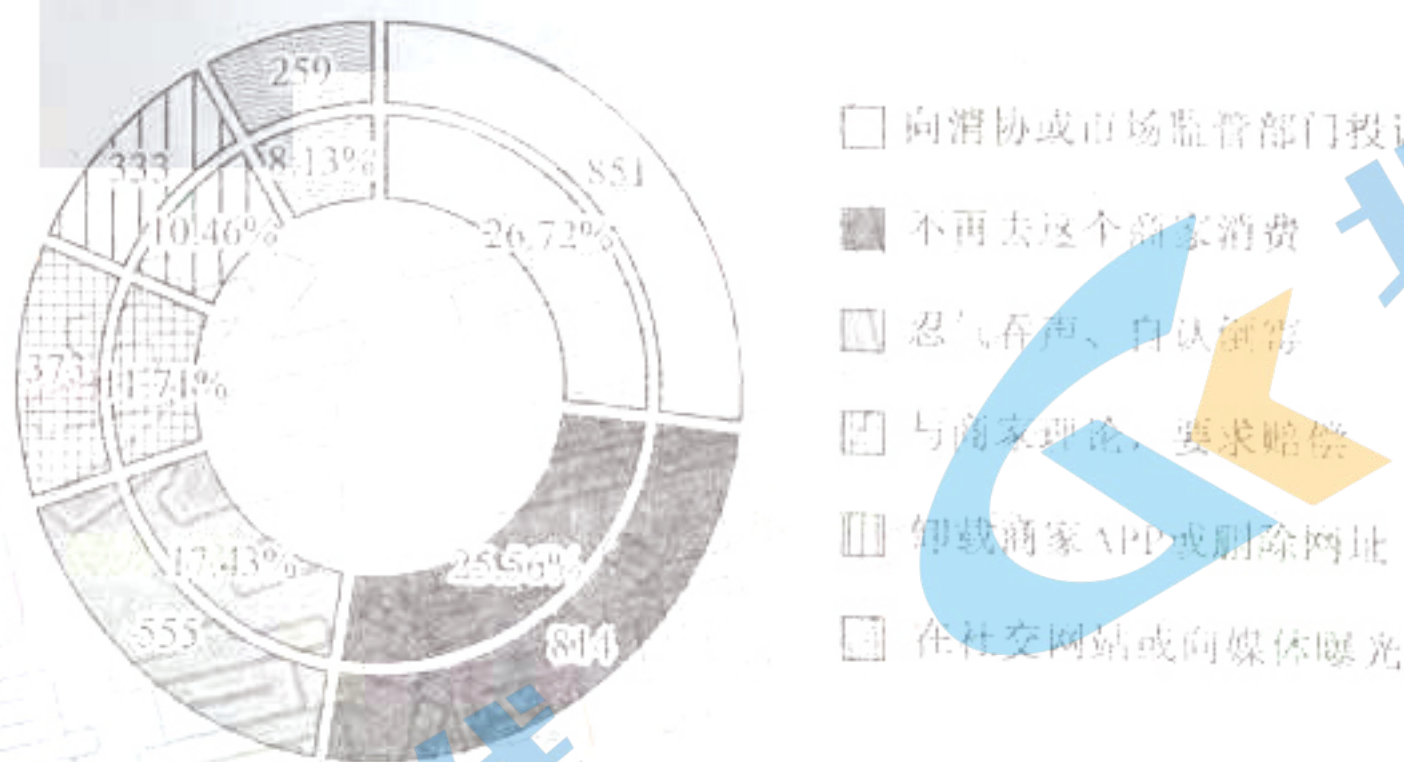 259
333
8.13%
851
10.46%
26.72%
373
11.71%
17.43%
25.56%
555
814
向消协或市场监管部门投诉
不再去这个商家消费
忍气吞声、自认倒霉
与商家理论，要求赔偿
卸载商家APP或删除网址
在社交网站或向媒体曝光